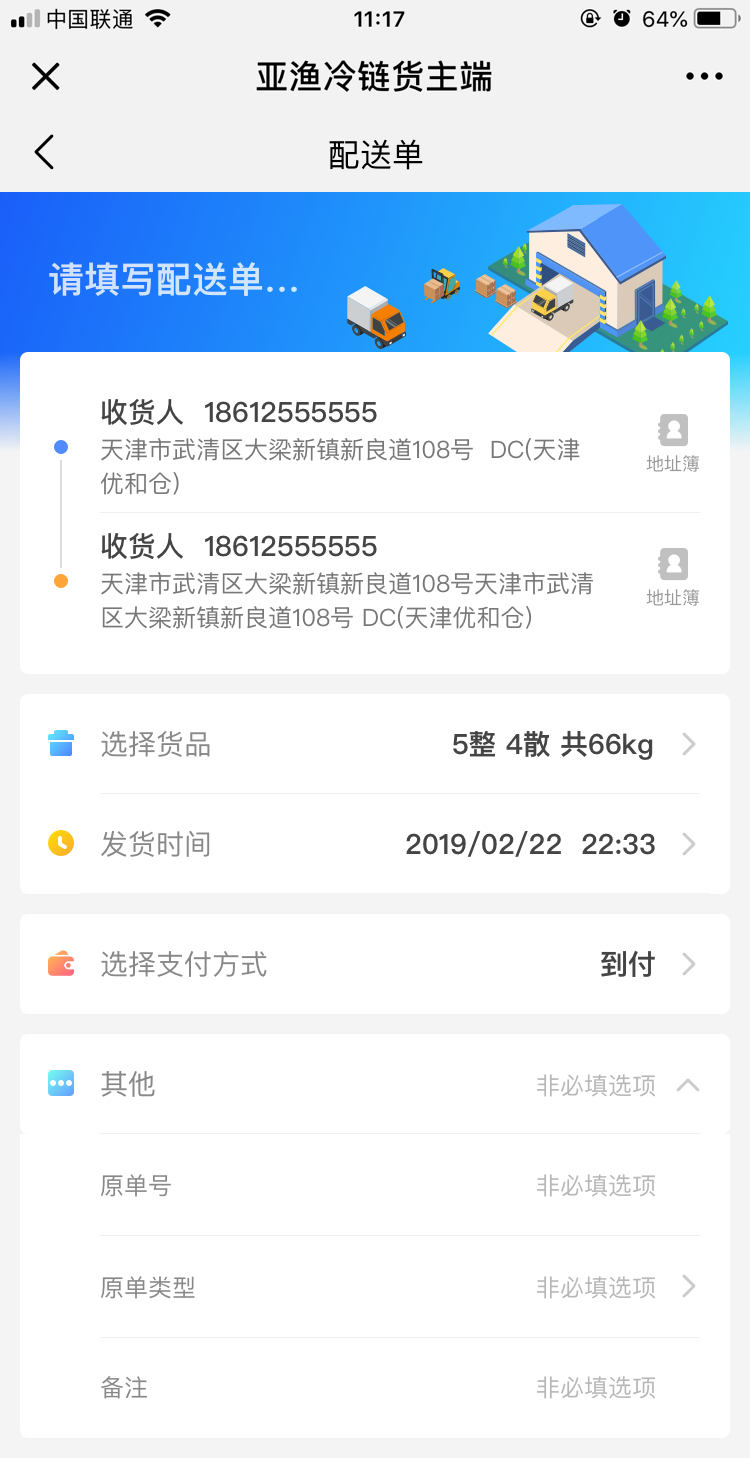 中国联通
11:17
64%
亚渔冷链货主端
配送单
请填写配送单...
收货人 18612555555
天津市武清区大梁新镇新良道108号 DC(天津
优和仓)
地址簿
收货人 18612555555
天津市武清区大梁新镇新良道108号天津市武清
区大梁新镇新良道108号 DC(天津优和仓)
地址簿
选择货品 5整 4散 共66kg
发货时间 2019/02/22 22:33
选择支付方式 到付
其他 非必填选项
原单号 非必填选项
原单类型 非必填选项
备注 非必填选项